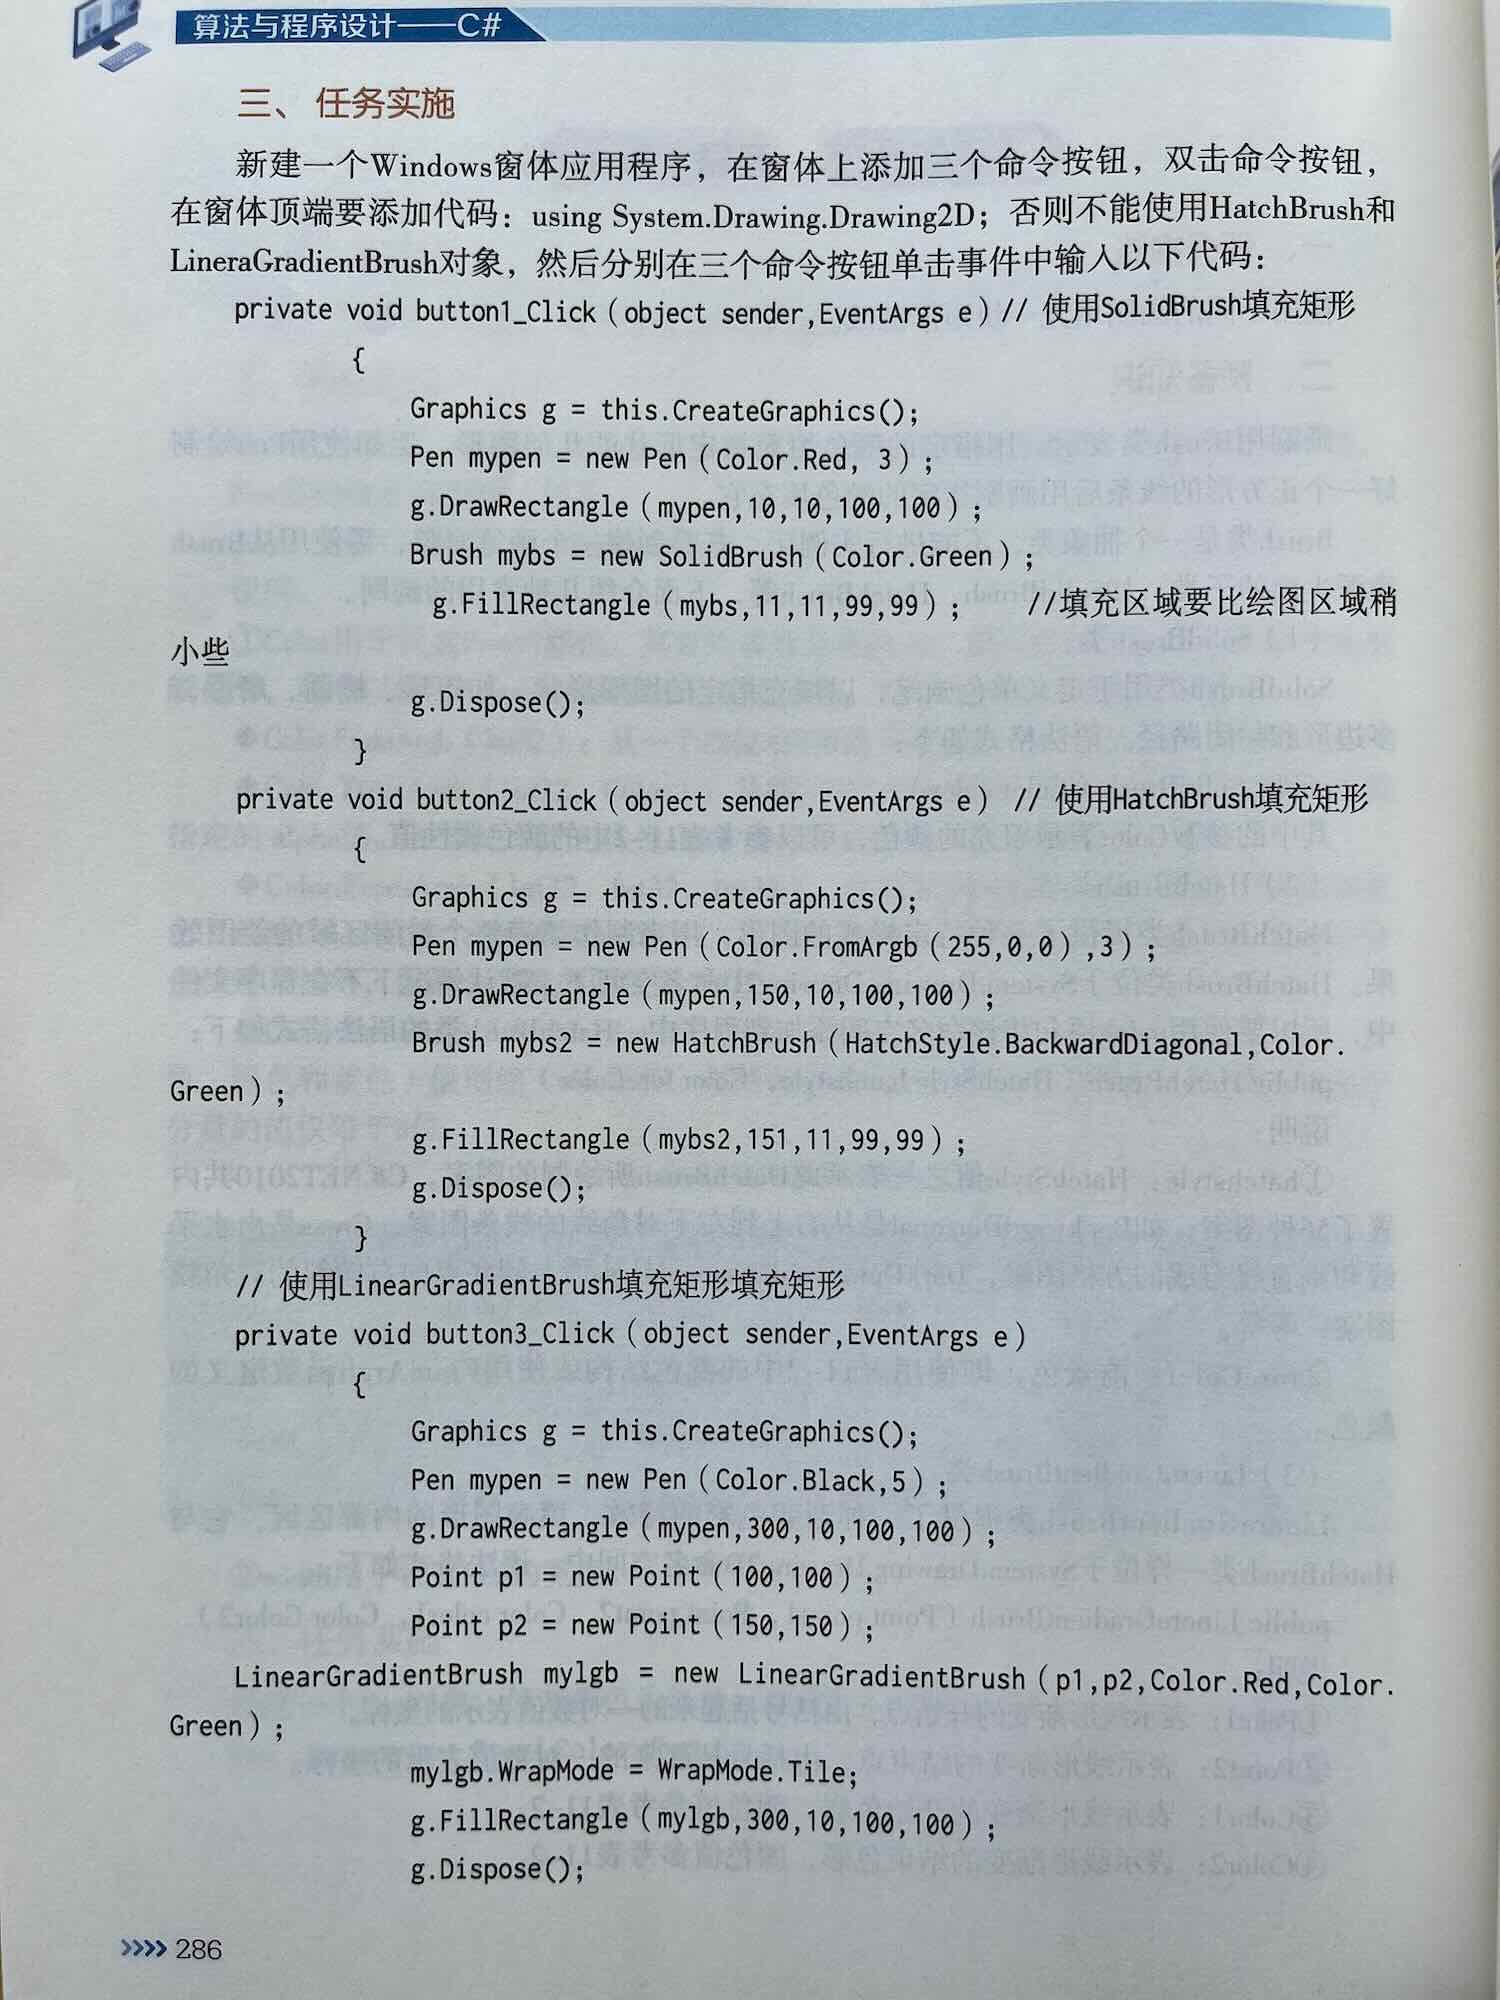 算法与程序设计——C#
三、 任务实施
新建一个Windows窗体应用程序，在窗体上添加三个命令按钮，双击命令按钮，
在窗体顶端要添加代码：using System.Drawing.Drawing2D；否则不能使用HatchBrush和
LineraGradientBrush对象，然后分别在三个命令按钮单击事件中输入以下代码：
private void button1_Click（object sender,EventArgs e）// 使用SolidBrush填充矩形
{
Graphics g = this.CreateGraphics();
Pen mypen = new Pen（Color.Red, 3）;
g.DrawRectangle（mypen,10,10,100,100）;
Brush mybs = new SolidBrush（Color.Green）;
g.FillRectangle（mybs,11,11,99,99）; //填充区域要比绘图区域稍
小些
g.Dispose();
}
private void button2_Click（object sender,EventArgs e） // 使用HatchBrush填充矩形
{
Graphics g = this.CreateGraphics();
Pen mypen = new Pen（Color.FromArgb（255,0,0）,3）;
g.DrawRectangle（mypen,150,10,100,100）;
Brush mybs2 = new HatchBrush（HatchStyle.BackwardDiagonal,Color.
Green）;
g.FillRectangle（mybs2,151,11,99,99）;
g.Dispose();
}
// 使用LinearGradientBrush填充矩形填充矩形
private void button3_Click（object sender,EventArgs e）
{
Graphics g = this.CreateGraphics();
Pen mypen = new Pen（Color.Black,5）;
g.DrawRectangle（mypen,300,10,100,100）;
Point p1 = new Point（100,100）;
Point p2 = new Point（150,150）;
LinearGradientBrush mylgb = new LinearGradientBrush（p1,p2,Color.Red,Color.
Green）;
mylgb.WrapMode = WrapMode.Tile;
g.FillRectangle（mylgb,300,10,100,100）;
g.Dispose();
>>>> 286